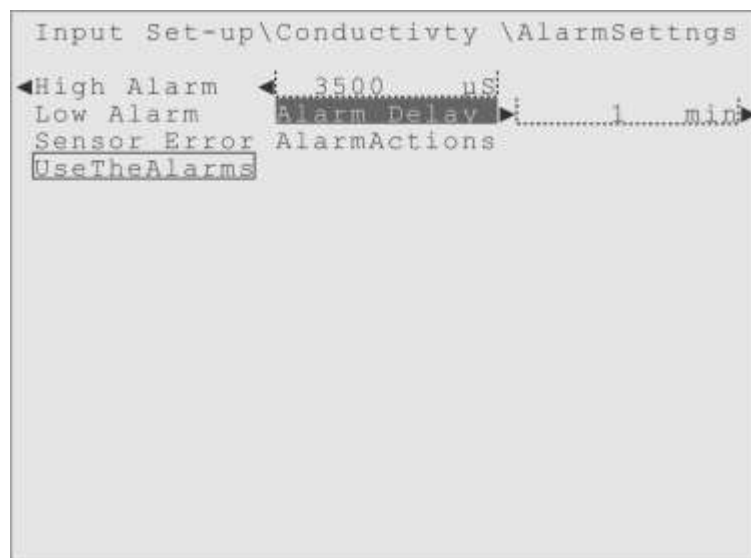 Input Set-up\Conductivty \AlarmSettngs
High Alarm 3500 uS
Low Alarm Alarm Delay 1 min
Sensor Error AlarmActions
UseTheAlarms